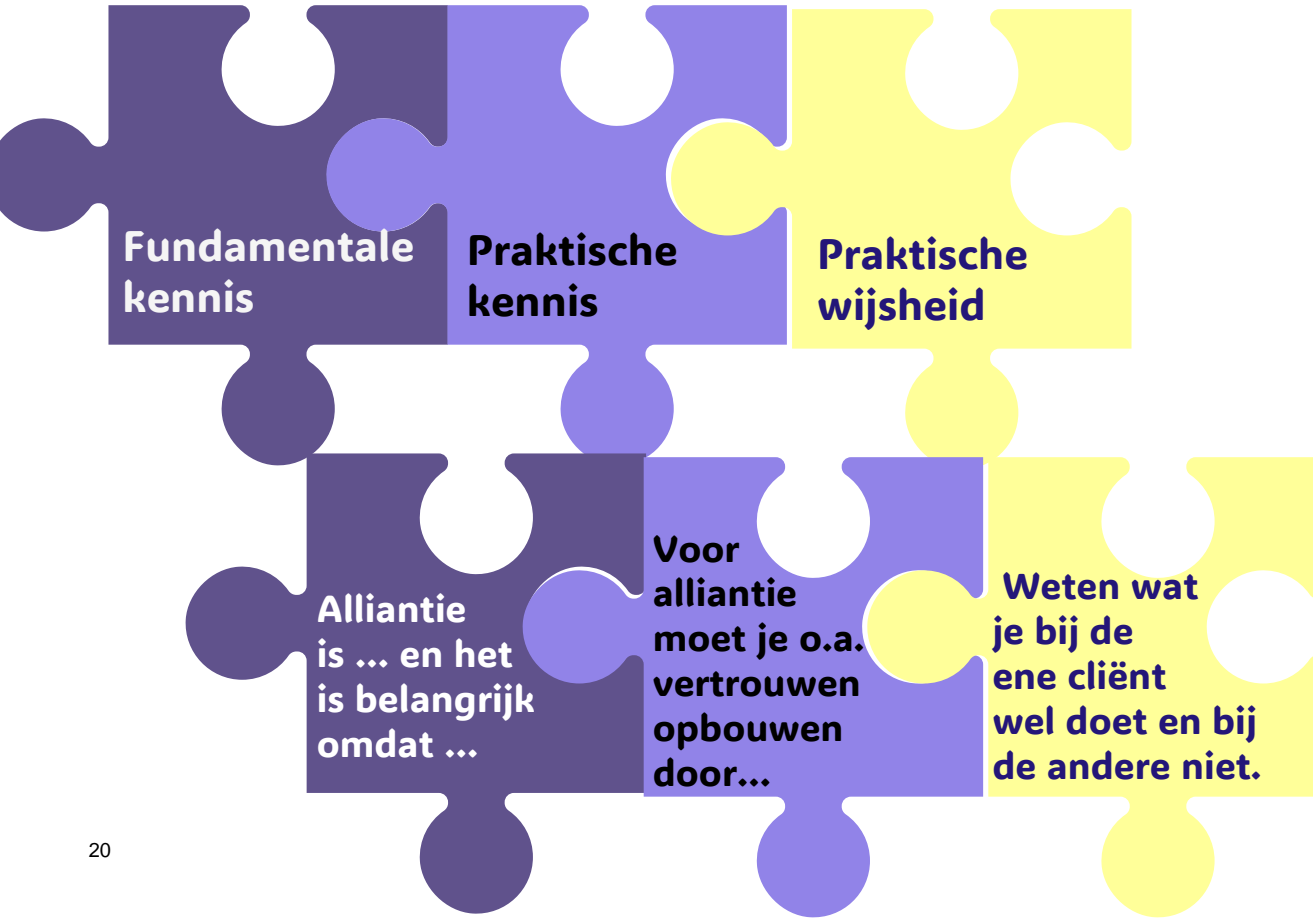 Fundamentale
kennis
Praktische
kennis
Praktische
wijsheid
Alliantie
is ... en het
is belangrijk
omdat ...
Voor
alliantie
moet je o.a.
vertrouwen
opbouwen
door...
Weten wat
je bij de
ene cliënt
wel doet en bij
de andere niet.
20